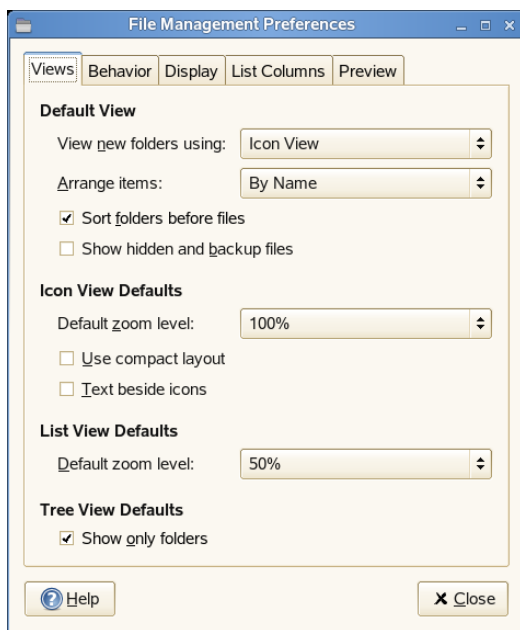 File Management Preferences
Views Behavior Display List Columns Preview
Default View
View new folders using: Icon View
Arrange items: By Name
Sort folders before files
Show hidden and backup files
Icon View Defaults
Default zoom level: 100%
Use compact layout
Text beside icons
List View Defaults
Default zoom level: 50%
Tree View Defaults
Show only folders
Help Close